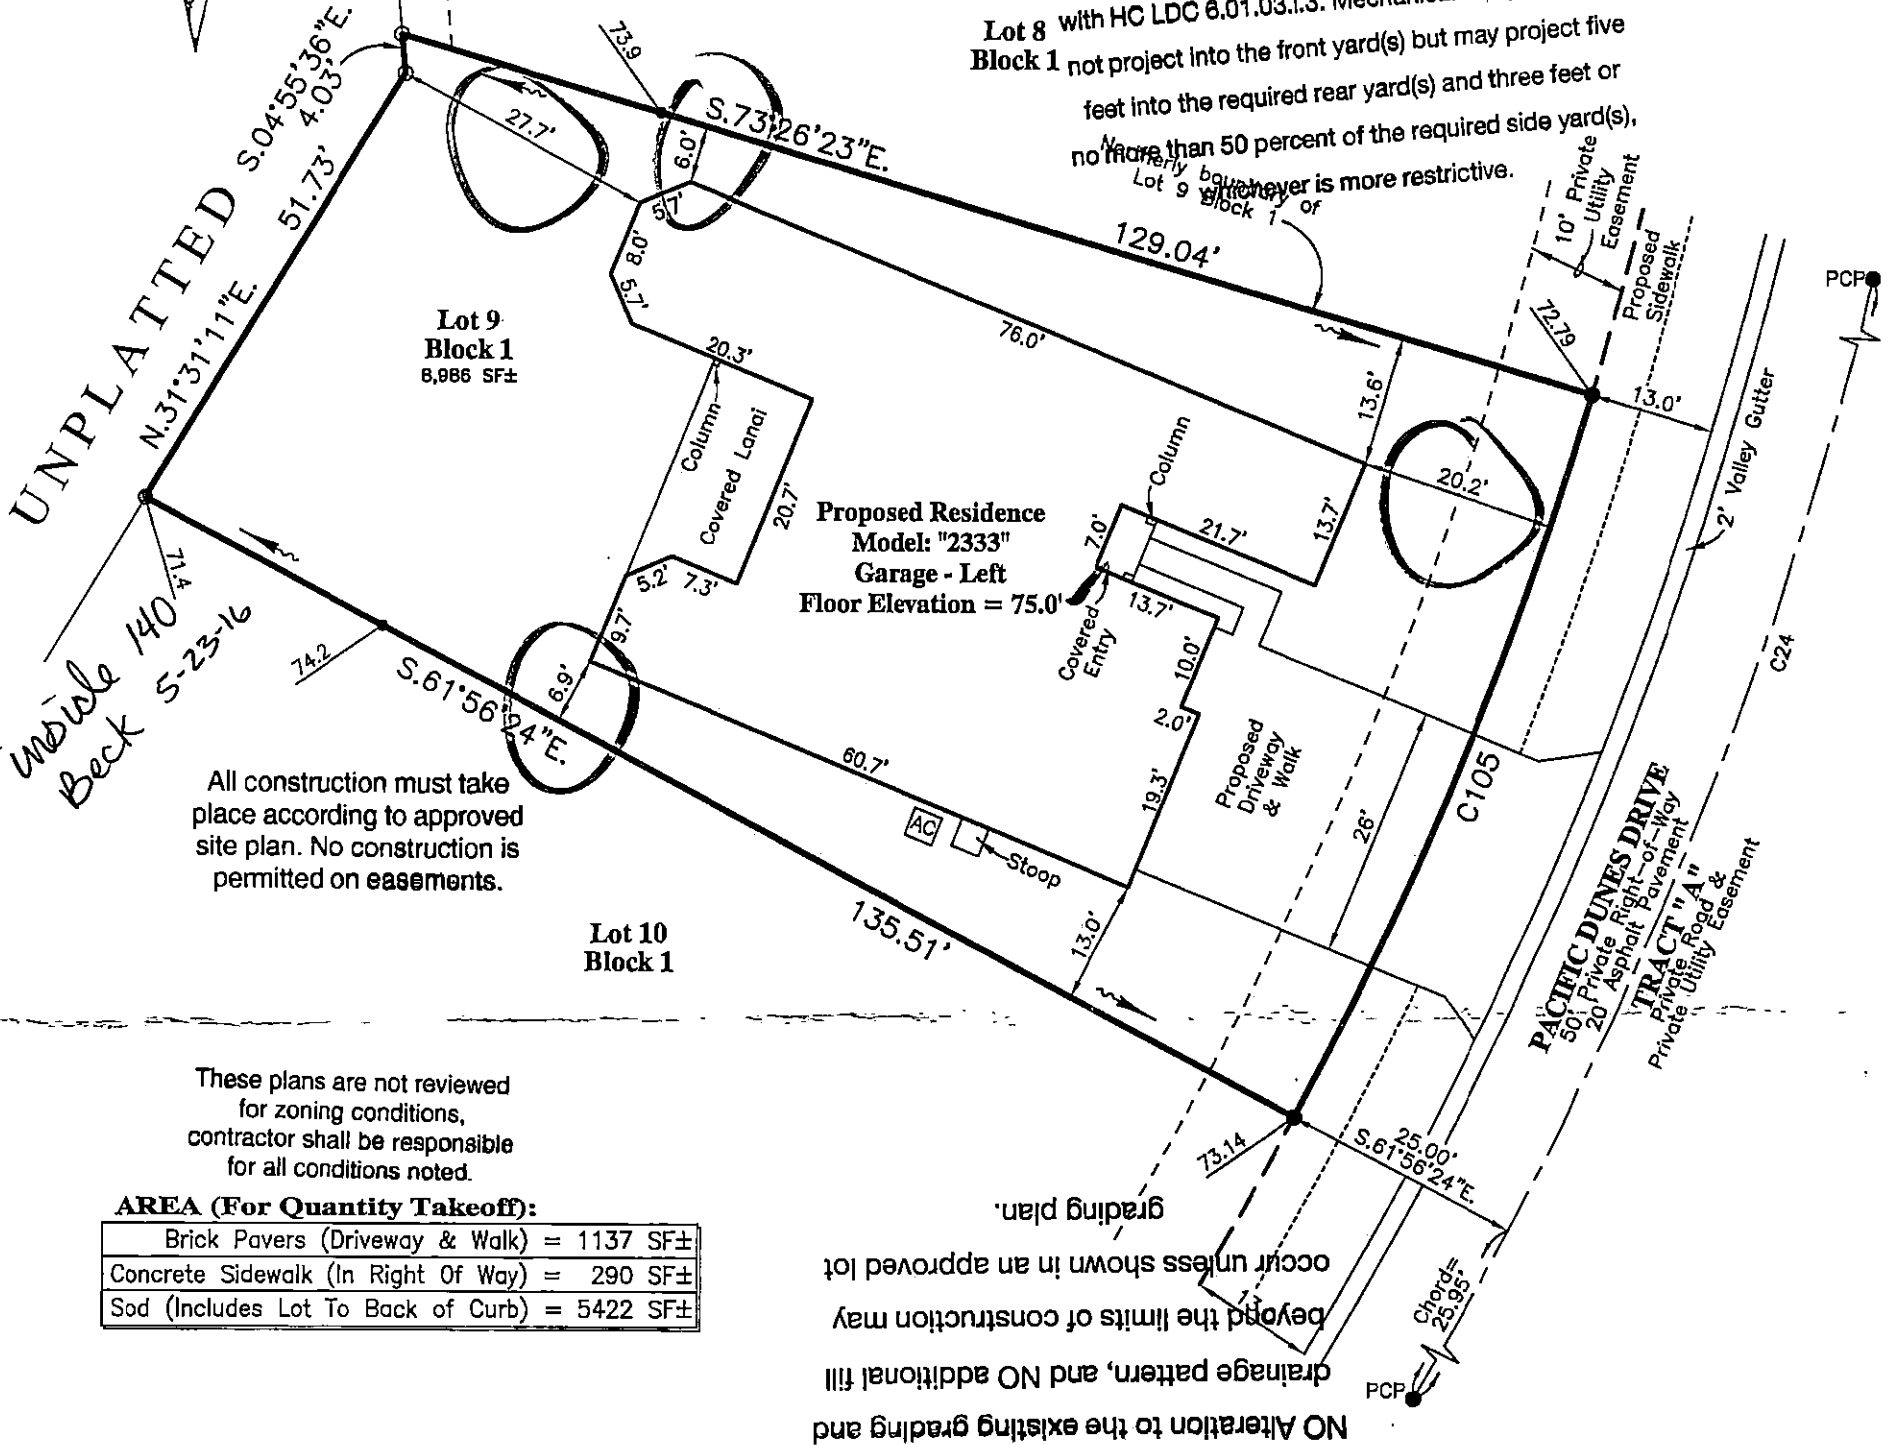 S.04°55'36"E.
4.03'
73.9
Lot 8
Block 1
with HC LDC 6.01.03.I.3.
not project into the front yard(s) but may project five
feet into the required rear yard(s) and three feet or
no more than 50 percent of the required side yard(s),
whichever is more restrictive.
Northerly boundary of
Lot 9 Block 1
27.7'
S.73°26'23"E.
6.0'
5.7'
8.0'
5.7'
129.04'
10' Private
Utility
Easement
Proposed
Sidewalk
PCP
UNPLATTED
51.73'
N.31°31'11"E.
Lot 9
Block 1
8,986 SF±
20.3'
76.0'
72.79
13.6'
13.0'
2' Valley Gutter
Column
Covered Lanai
20.7'
Column
20.2'
Proposed Residence
Model: "2333"
Garage - Left
Floor Elevation = 75.0'
7.0'
21.7'
13.7'
71.4
5.2'
7.3'
13.7'
Covered
Entry
9.7'
10.0'
C24
inside 140
Beck 5-23-16
74.2
6.9'
S.61°56'24"E.
2.0'
60.7'
19.3'
Proposed
Driveway
& Walk
26'
C105
All construction must take
place according to approved
site plan. No construction is
permitted on easements.
AC
Stoop
PACIFIC DUNES DRIVE
50' Private Right-of-Way
20' Asphalt Pavement
TRACT "A"
Private Road &
Private Utility Easement
Lot 10
Block 1
135.51'
13.0'
These plans are not reviewed
for zoning conditions,
contractor shall be responsible
for all conditions noted.
73.14
25.00'
S.61°56'24"E.
AREA (For Quantity Takeoff):
Brick Pavers (Driveway & Walk) = 1137 SF±
Concrete Sidewalk (In Right Of Way) = 290 SF±
Sod (Includes Lot To Back of Curb) = 5422 SF±
NO Alteration to the existing grading and
drainage pattern, and NO additional fill
beyond the limits of construction may
occur unless shown in an approved lot
grading plan.
Chord=
25.95'
PCP